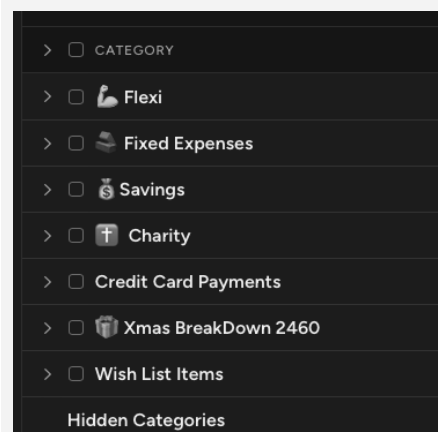 CATEGORY
Flexi
Fixed Expenses
Savings
Charity
Credit Card Payments
Xmas BreakDown 2460
Wish List Items
Hidden Categories